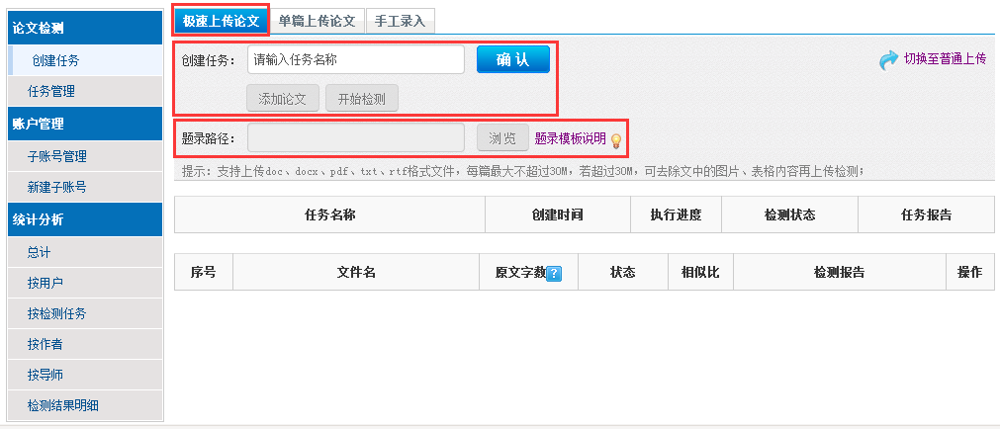 论文检测
创建任务
任务管理
账户管理
子账号管理
新建子账号
统计分析
总计
按用户
按检测任务
按作者
按导师
检测结果明细
极速上传论文 单篇上传论文 手工录入
创建任务： 请输入任务名称 确 认 切换至普通上传
添加论文 开始检测
题录路径： 浏 览 题录模板说明
提示：支持上传doc、docx、pdf、txt、rtf格式文件，每篇最大不超过30M，若超过30M，可去除文中的图片、表格内容再上传检测；
任务名称 创建时间 执行进度 检测状态 任务报告
序号 文件名 原文字数? 状态 相似比 检测报告 操作